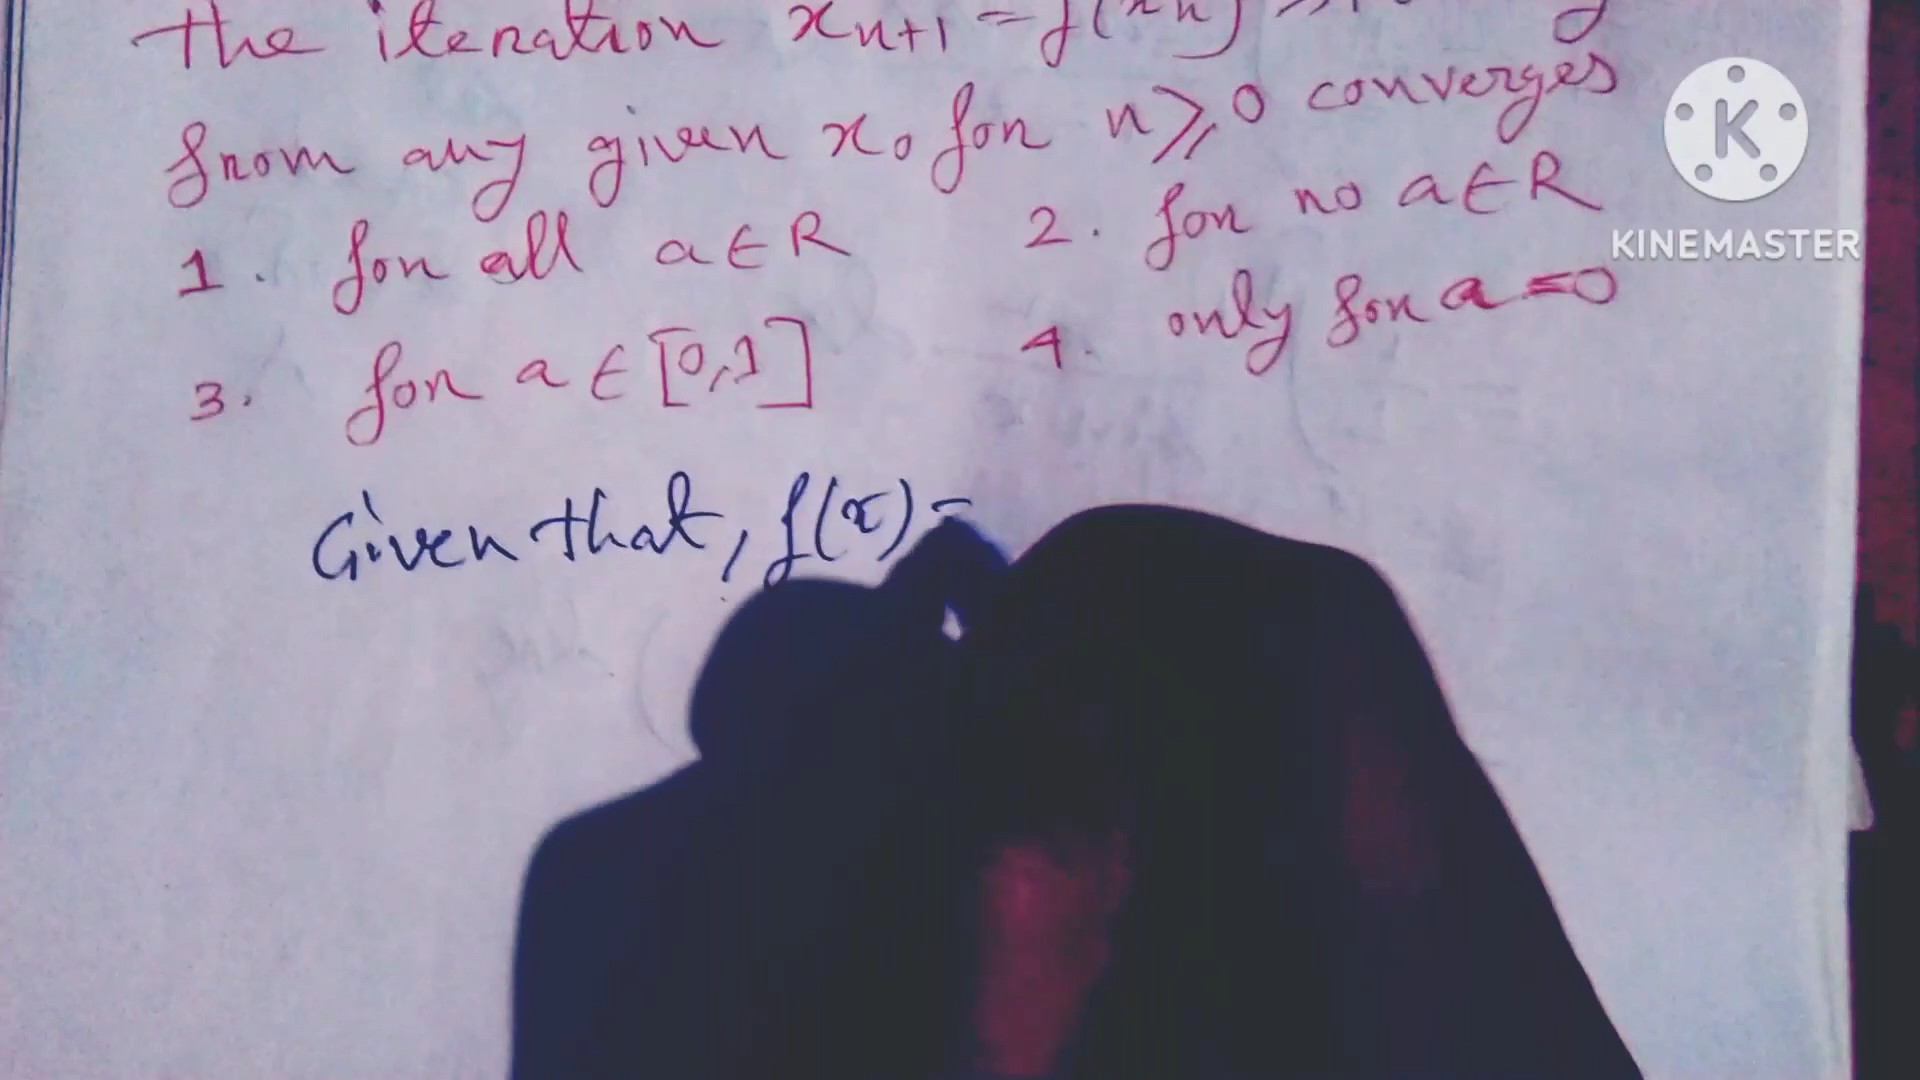 the iteration xn+1 = f(xn)
from any given x0 for n ≥ 0 converges
1. for all a ∈ R 2. for no a ∈ R
3. for a ∈ [0,1] 4. only for a = 0
Given that, f(x) =
K
KINEMASTER